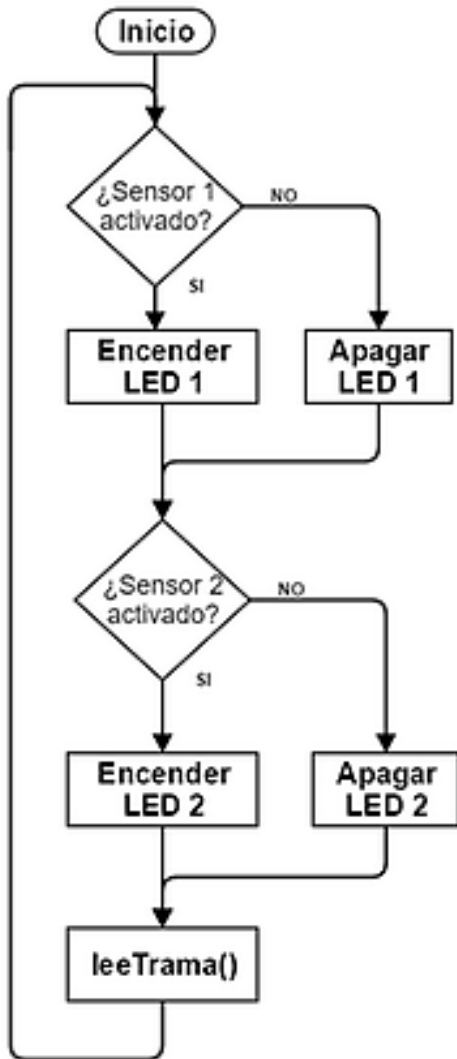 Inicio
¿Sensor 1
activado?
NO
SI
Encender
LED 1
Apagar
LED 1
¿Sensor 2
activado?
NO
SI
Encender
LED 2
Apagar
LED 2
leeTrama()